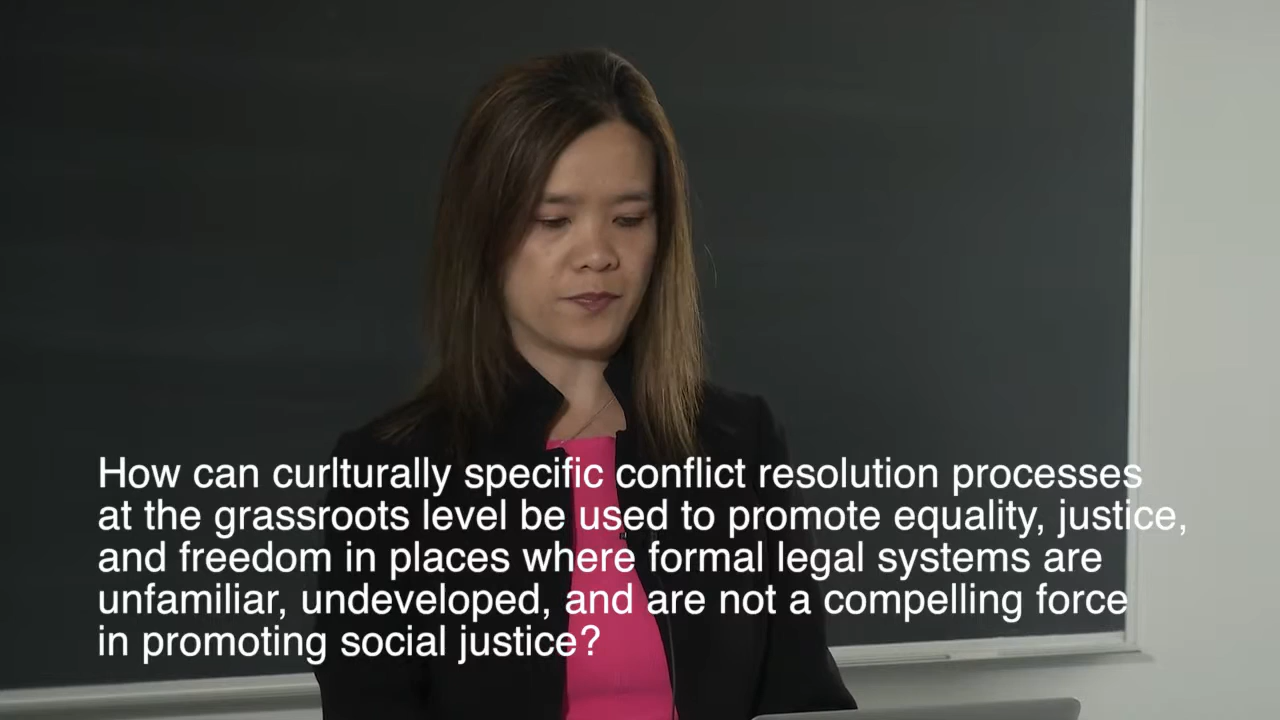 How can curlturally specific conflict resolution processes
at the grassroots level be used to promote equality, justice,
and freedom in places where formal legal systems are
unfamiliar, undeveloped, and are not a compelling force
in promoting social justice?